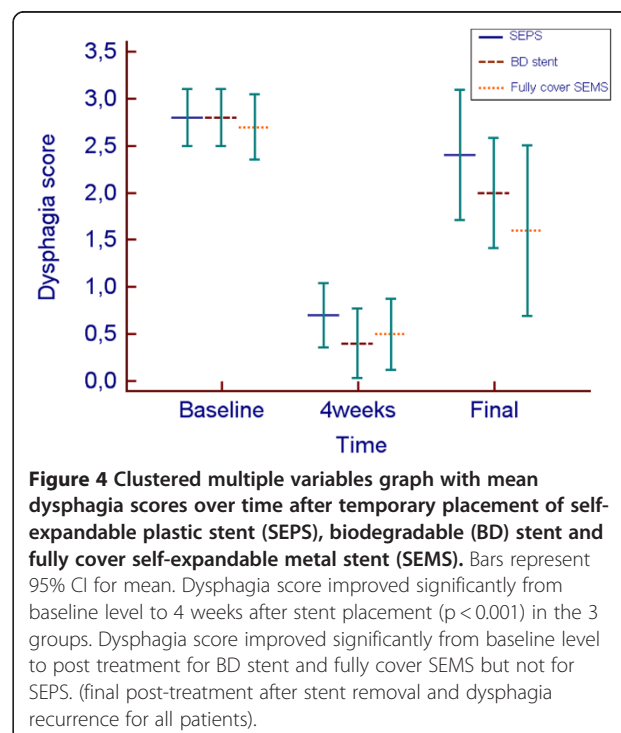 SEPS
BD stent
Fully cover SEMS
3,5
3,0
2,5
2,0
1,5
1,0
0,5
0,0
Dysphagia score
Baseline 4weeks Final
Time
Figure 4 Clustered multiple variables graph with mean
dysphagia scores over time after temporary placement of self-
expandable plastic stent (SEPS), biodegradable (BD) stent and
fully cover self-expandable metal stent (SEMS). Bars represent
95% CI for mean. Dysphagia score improved significantly from
baseline level to 4 weeks after stent placement (p < 0.001) in the 3
groups. Dysphagia score improved significantly from baseline level
to post treatment for BD stent and fully cover SEMS but not for
SEPS. (final post-treatment after stent removal and dysphagia
recurrence for all patients).